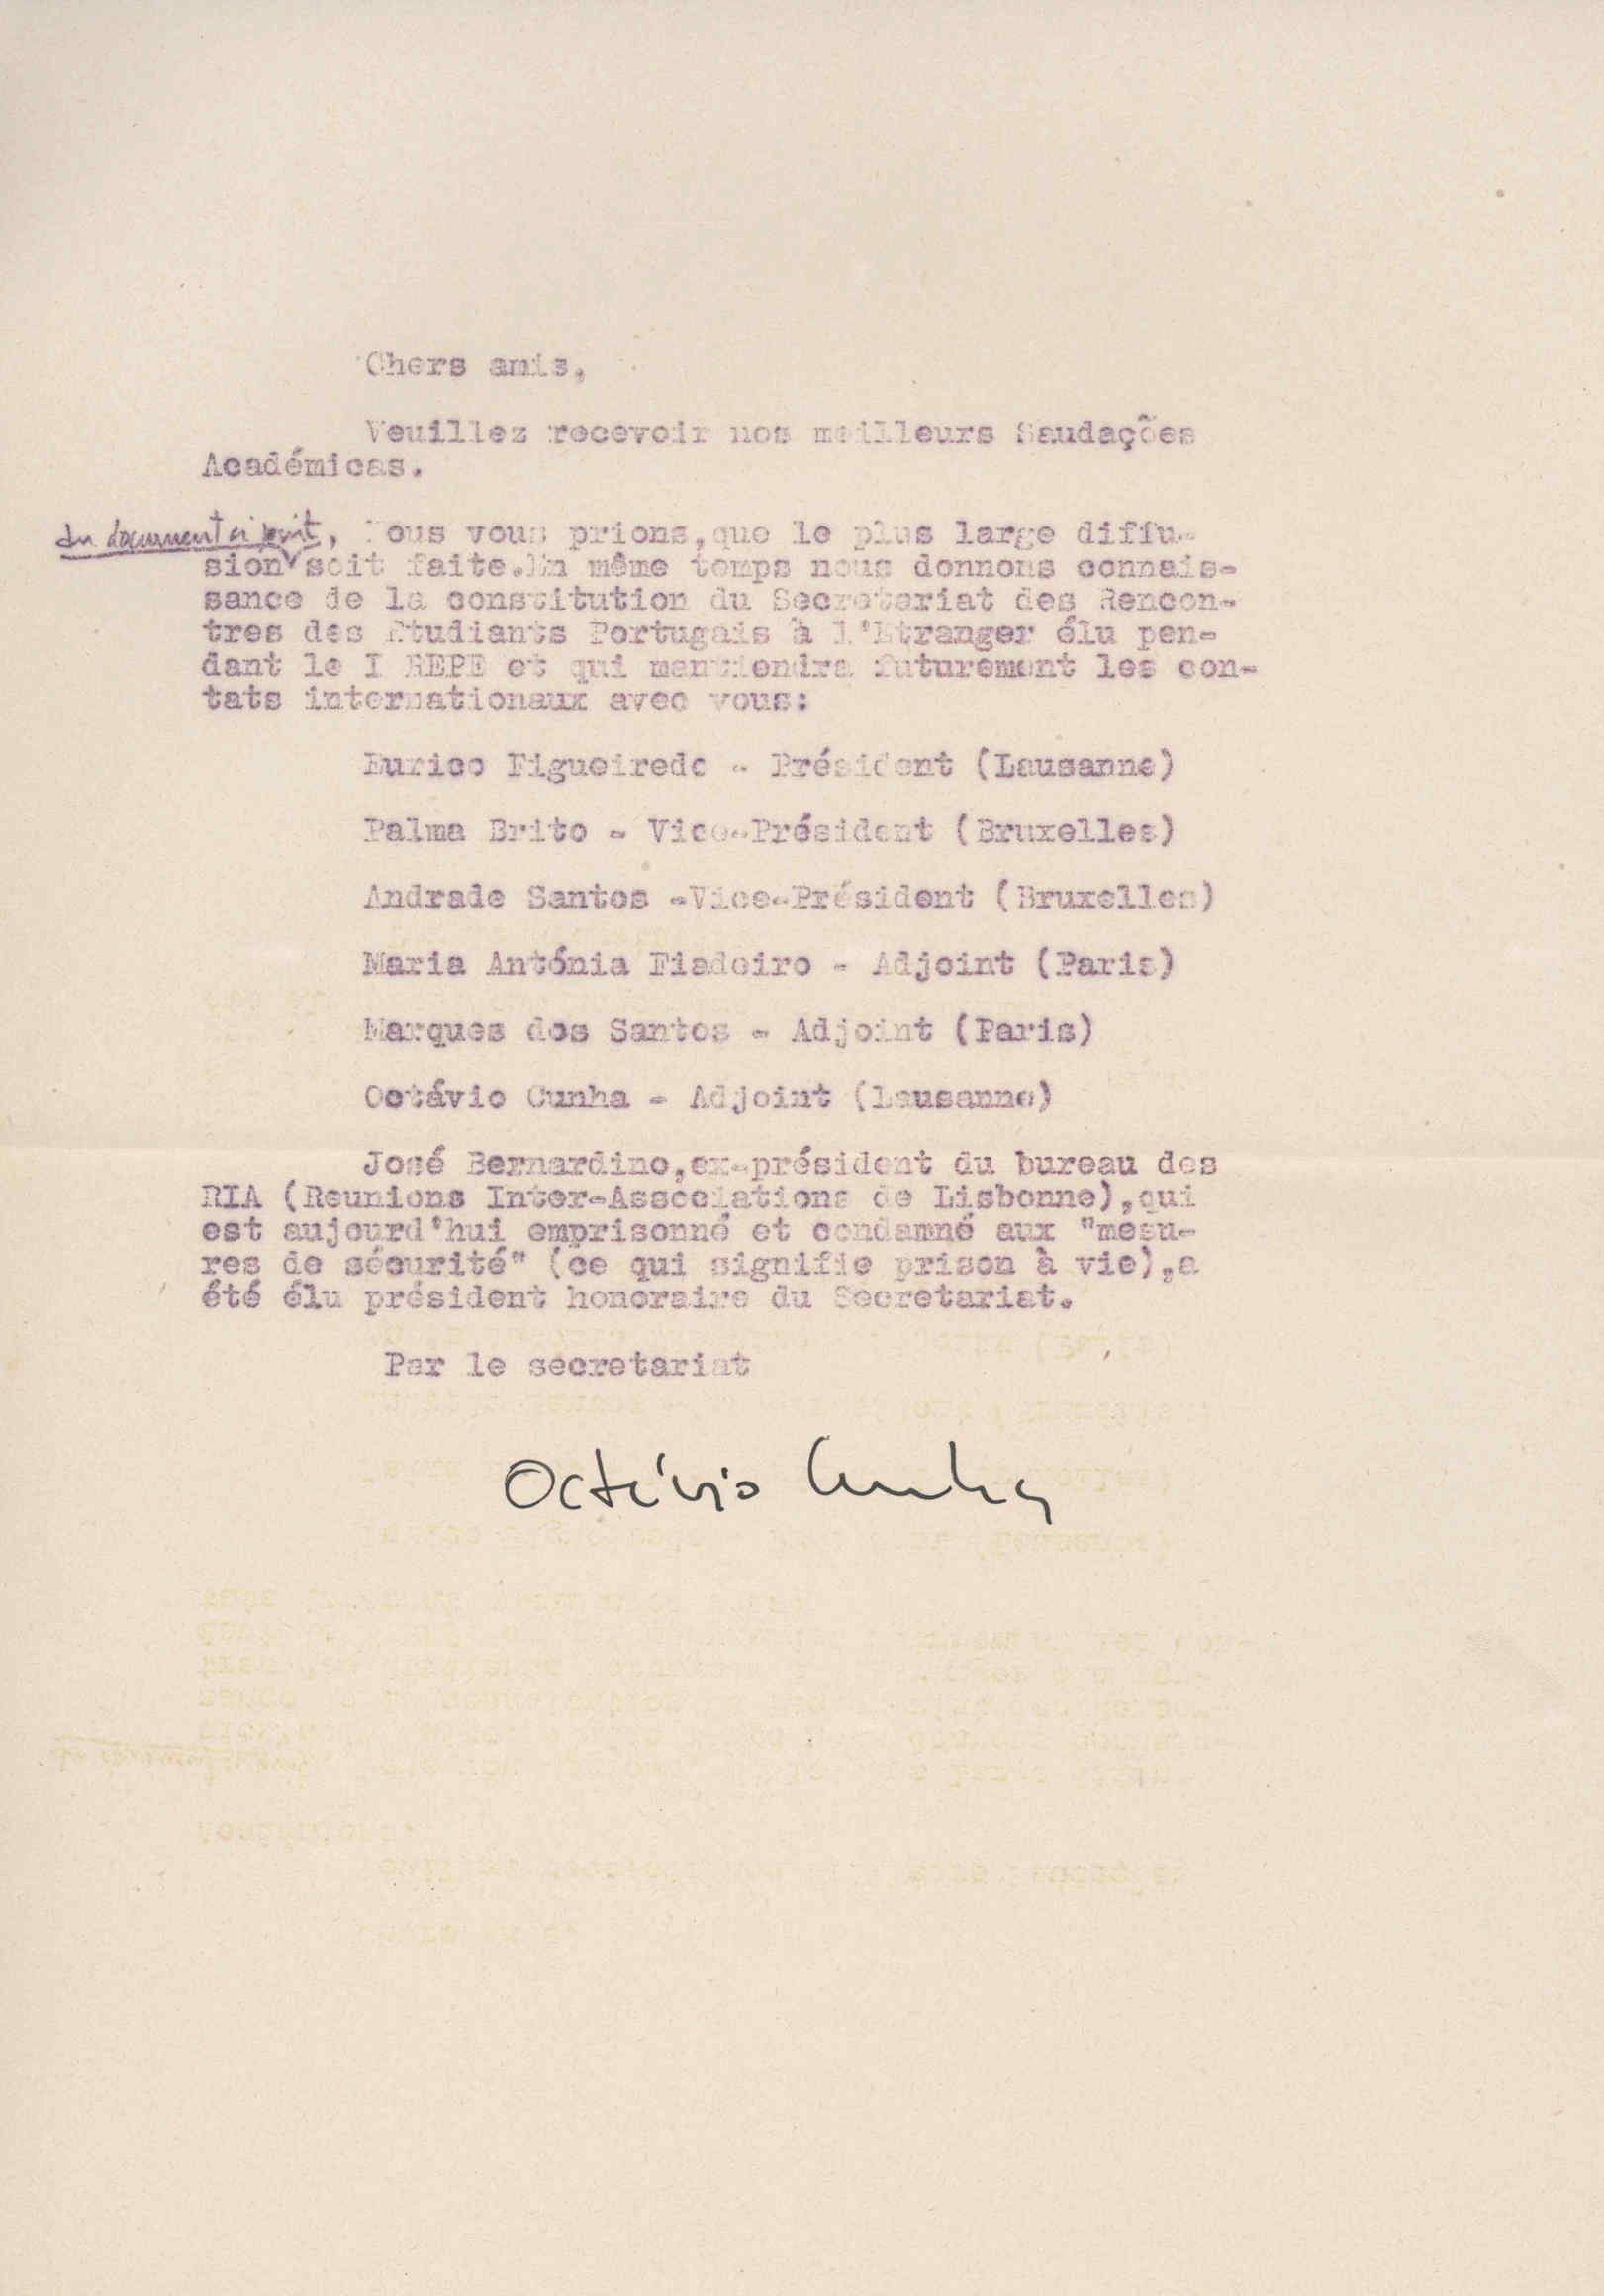 Chers amis,
Veuillez recevoir nos meilleurs Saudações
Académicas.
du document ci joint, Nous vous prions,que le plus large diffu-
sion soit faite.En même temps nous donnons connais-
sance de la constitution du Secretariat des Rencon-
tres des Etudiants Portugais à l'Etranger élu pen-
dant le I REPE et qui mantiendra futurement les con-
tats internationaux avec vous:
Eurico Figueiredo - Président (Lausanne)
Palma Brito - Vice-Président (Bruxelles)
Andrade Santos -Vice-Président (Bruxelles)
Maria Antónia Fiadeiro - Adjoint (Paris)
Marques dos Santos - Adjoint (Paris)
Octávio Cunha - Adjoint (Lausanne)
José Bernardino,ex-président du bureau des
RIA (Reunions Inter-Associations de Lisbonne),qui
est aujourd'hui emprisonné et condamné aux "mesu-
res de sécurité" (ce qui signifie prison à vie),a
été élu président honoraire du Secretariat.
Par le secretariat
Octávio Cunha